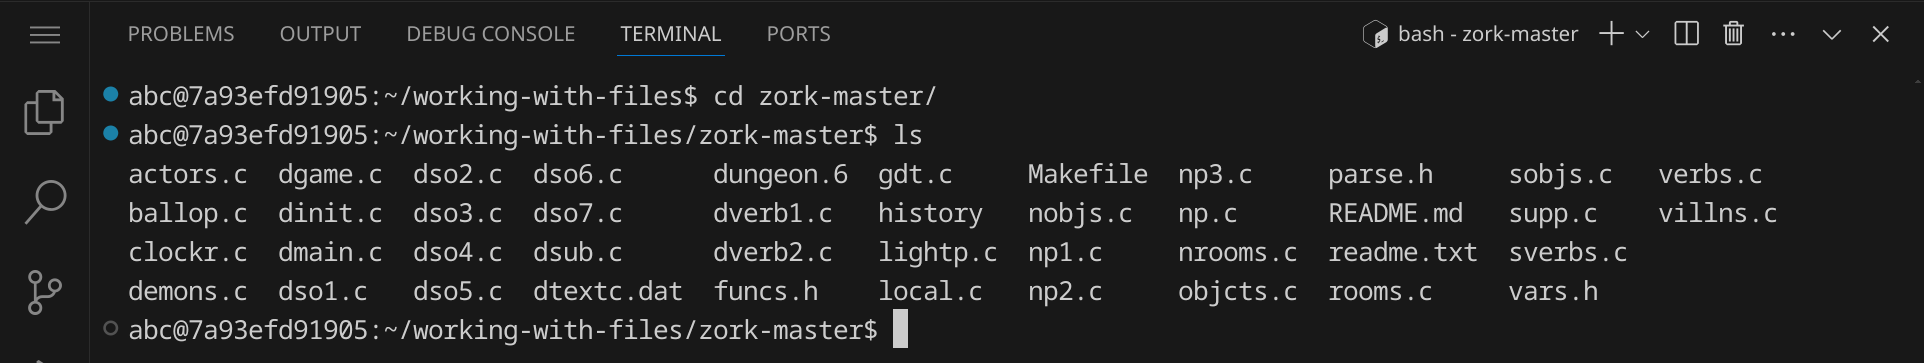 PROBLEMS OUTPUT DEBUG CONSOLE TERMINAL PORTS bash - zork-master
abc@7a93efd91905:~/working-with-files$ cd zork-master/
abc@7a93efd91905:~/working-with-files/zork-master$ ls
actors.c dgame.c dso2.c dso6.c dungeon.6 gdt.c Makefile np3.c parse.h sobjs.c verbs.c
ballop.c dinit.c dso3.c dso7.c dverb1.c history nobjs.c np.c README.md supp.c villns.c
clockr.c dmain.c dso4.c dsub.c dverb2.c lightp.c np1.c nrooms.c readme.txt sverbs.c
demons.c dso1.c dso5.c dtextc.dat funcs.h local.c np2.c objcts.c rooms.c vars.h
abc@7a93efd91905:~/working-with-files/zork-master$